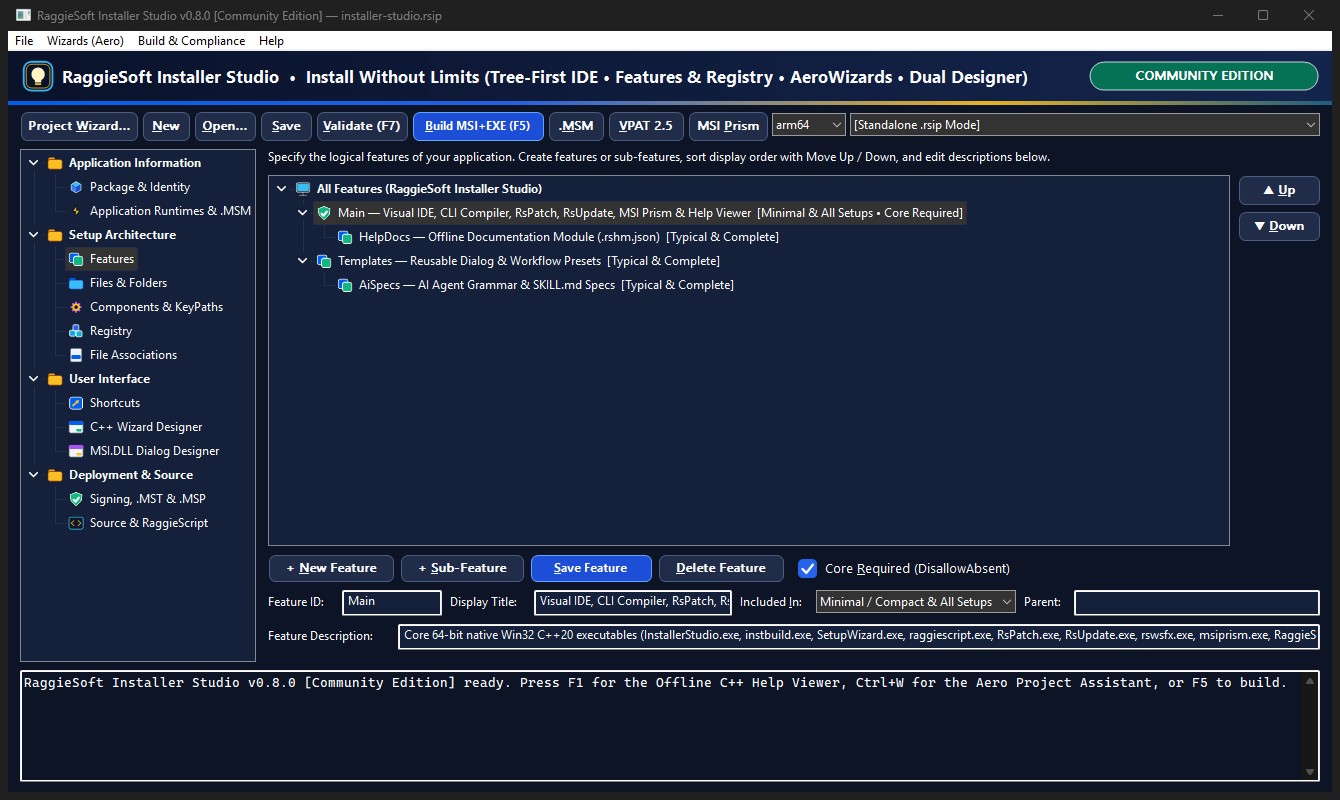 RaggieSoft Installer Studio v0.8.0 [Community Edition] — installer-studio.rsip
File Wizards (Aero) Build & Compliance Help
RaggieSoft Installer Studio • Install Without Limits (Tree-First IDE • Features & Registry • AeroWizards • Dual Designer)
COMMUNITY EDITION
Project Wizard... New Open... Save Validate (F7) Build MSI+EXE (F5) .MSM VPAT 2.5 MSI Prism arm64 [Standalone .rsip Mode]
Application Information
Package & Identity
Application Runtimes & .MSM
Setup Architecture
Features
Files & Folders
Components & KeyPaths
Registry
File Associations
User Interface
Shortcuts
C++ Wizard Designer
MSI.DLL Dialog Designer
Deployment & Source
Signing, .MST & .MSP
Source & RaggieScript
Specify the logical features of your application. Create features or sub-features, sort display order with Move Up / Down, and edit descriptions below.
All Features (RaggieSoft Installer Studio)
Main — Visual IDE, CLI Compiler, RsPatch, RsUpdate, MSI Prism & Help Viewer [Minimal & All Setups • Core Required]
HelpDocs — Offline Documentation Module (.rshm.json) [Typical & Complete]
Templates — Reusable Dialog & Workflow Presets [Typical & Complete]
AiSpecs — AI Agent Grammar & SKILL.md Specs [Typical & Complete]
▲ Up
▼ Down
+ New Feature + Sub-Feature Save Feature Delete Feature Core Required (DisallowAbsent)
Feature ID: Main Display Title: Visual IDE, CLI Compiler, RsPatch, Rs Included In: Minimal / Compact & All Setups Parent:
Feature Description: Core 64-bit native Win32 C++20 executables (InstallerStudio.exe, instbuild.exe, SetupWizard.exe, raggiescript.exe, RsPatch.exe, RsUpdate.exe, rswsfx.exe, msiprism.exe, RaggieS
RaggieSoft Installer Studio v0.8.0 [Community Edition] ready. Press F1 for the Offline C++ Help Viewer, Ctrl+W for the Aero Project Assistant, or F5 to build.